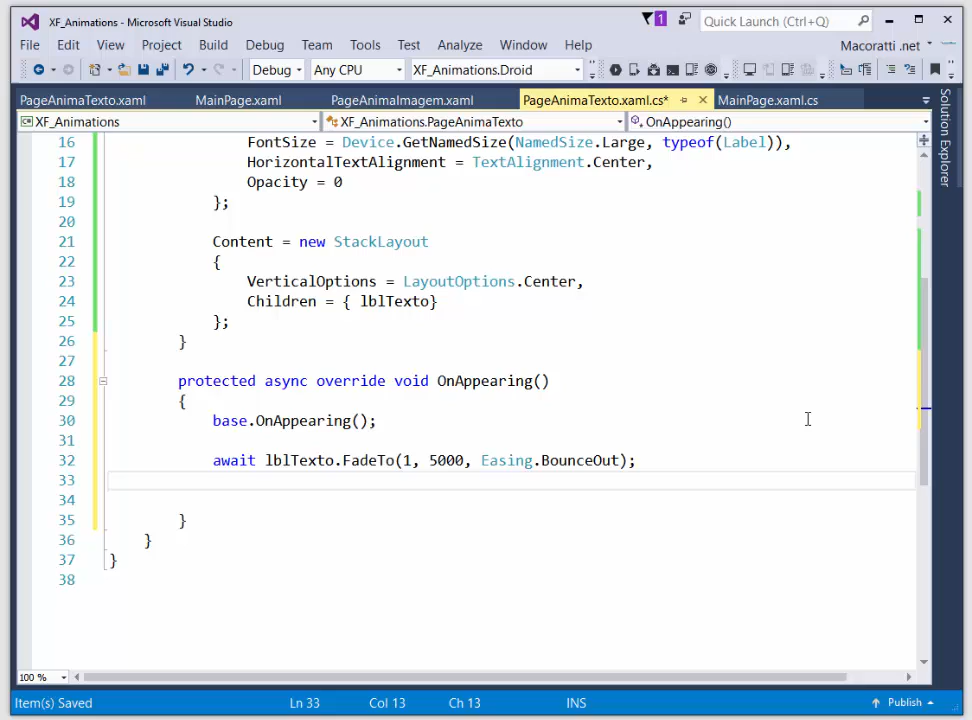 XF_Animations - Microsoft Visual Studio
1
Quick Launch (Ctrl+Q)
File Edit View Project Build Debug Team Tools Test Analyze Window Help
Macoratti .net
Debug Any CPU XF_Animations.Droid
PageAnimaTexto.xaml MainPage.xaml PageAnimaImagem.xaml PageAnimaTexto.xaml.cs* MainPage.xaml.cs
XF_Animations XF_Animations.PageAnimaTexto OnAppearing()
Solution Explorer
16 FontSize = Device.GetNamedSize(NamedSize.Large, typeof(Label)),
17 HorizontalTextAlignment = TextAlignment.Center,
18 Opacity = 0
19 };
20
21 Content = new StackLayout
22 {
23 VerticalOptions = LayoutOptions.Center,
24 Children = { lblTexto}
25 };
26 }
27
28 protected async override void OnAppearing()
29 {
30 base.OnAppearing();
31
32 await lblTexto.FadeTo(1, 5000, Easing.BounceOut);
33
34
35 }
36 }
37 }
38
100 %
Item(s) Saved Ln 33 Col 13 Ch 13 INS Publish